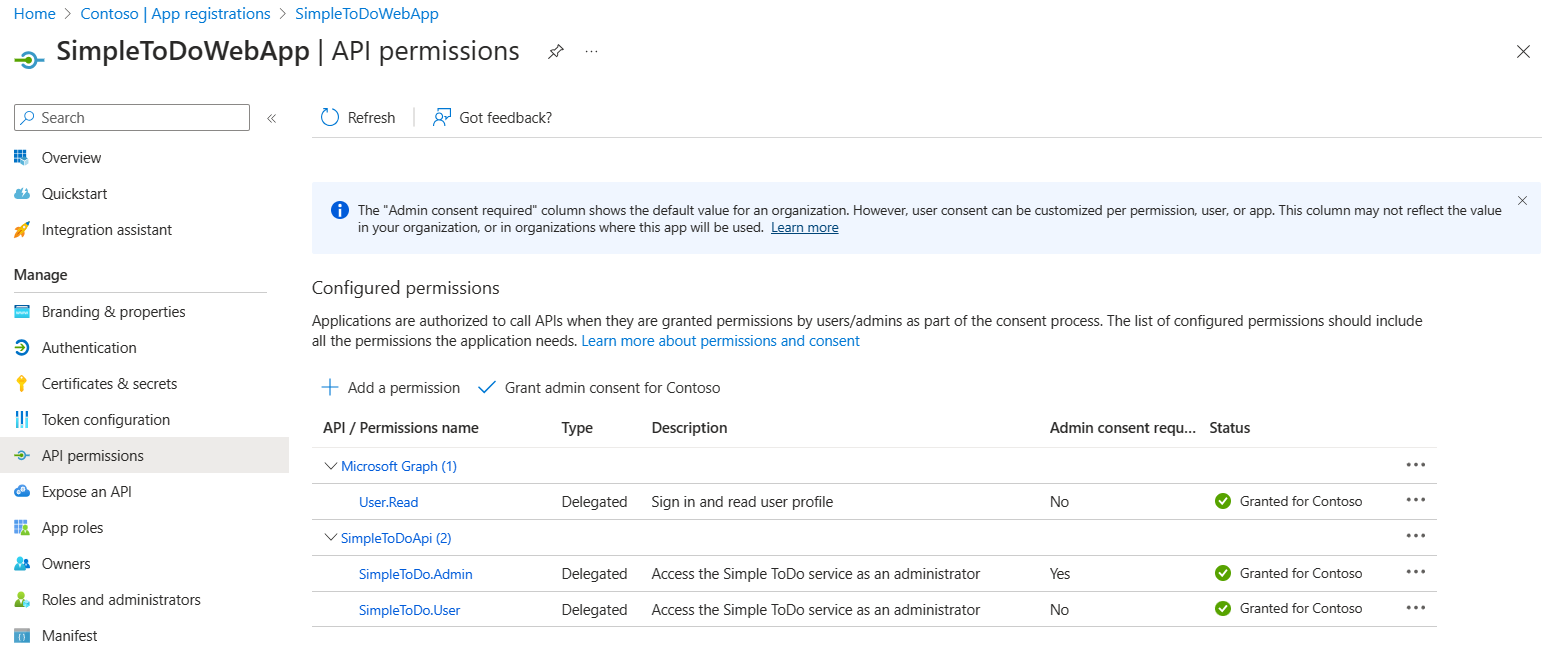 Home > Contoso | App registrations > SimpleToDoWebApp
SimpleToDoWebApp | API permissions
Search
Overview
Quickstart
Integration assistant
Manage
Branding & properties
Authentication
Certificates & secrets
Token configuration
API permissions
Expose an API
App roles
Owners
Roles and administrators
Manifest
Refresh
Got feedback?
The "Admin consent required" column shows the default value for an organization. However, user consent can be customized per permission, user, or app. This column may not reflect the value
in your organization, or in organizations where this app will be used. Learn more
Configured permissions
Applications are authorized to call APIs when they are granted permissions by users/admins as part of the consent process. The list of configured permissions should include
all the permissions the application needs. Learn more about permissions and consent
Add a permission Grant admin consent for Contoso
API / Permissions name Type Description Admin consent requ... Status
Microsoft Graph (1)
User.Read Delegated Sign in and read user profile No Granted for Contoso
SimpleToDoApi (2)
SimpleToDo.Admin Delegated Access the Simple ToDo service as an administrator Yes Granted for Contoso
SimpleToDo.User Delegated Access the Simple ToDo service as an administrator No Granted for Contoso